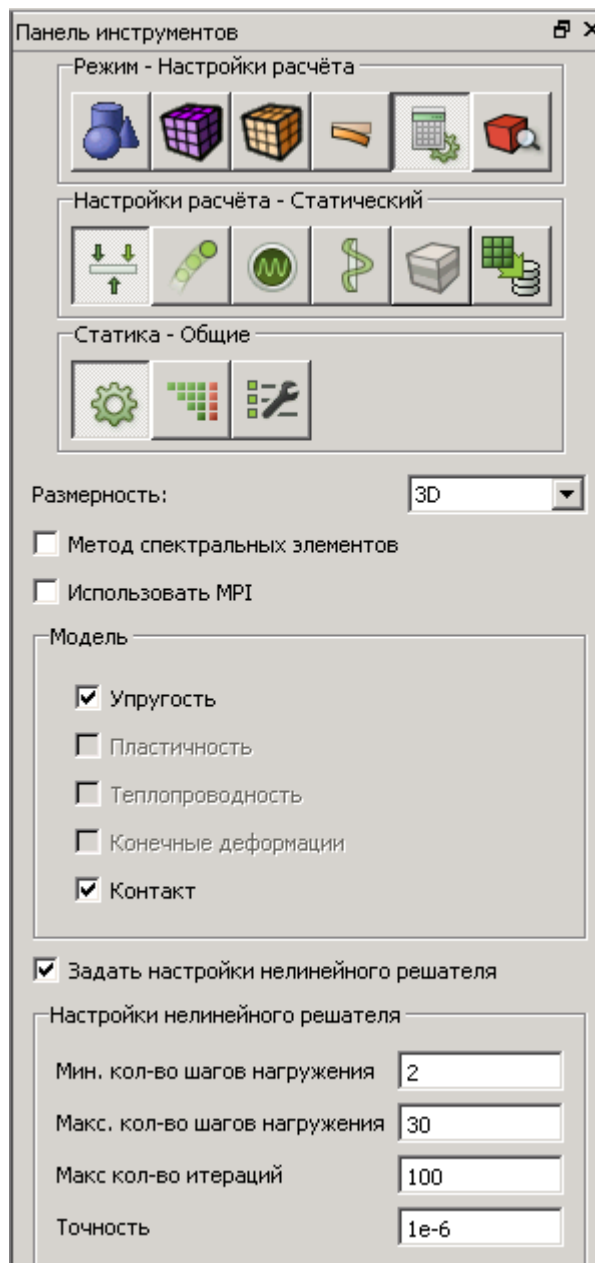 Панель инструментов
Режим - Настройки расчёта
Настройки расчёта - Статический
Статика - Общие
Размерность: 3D
Метод спектральных элементов
Использовать MPI
Модель
Упругость
Пластичность
Теплопроводность
Конечные деформации
Контакт
Задать настройки нелинейного решателя
Настройки нелинейного решателя
Мин. кол-во шагов нагружения 2
Макс. кол-во шагов нагружения 30
Макс кол-во итераций 100
Точность 1e-6